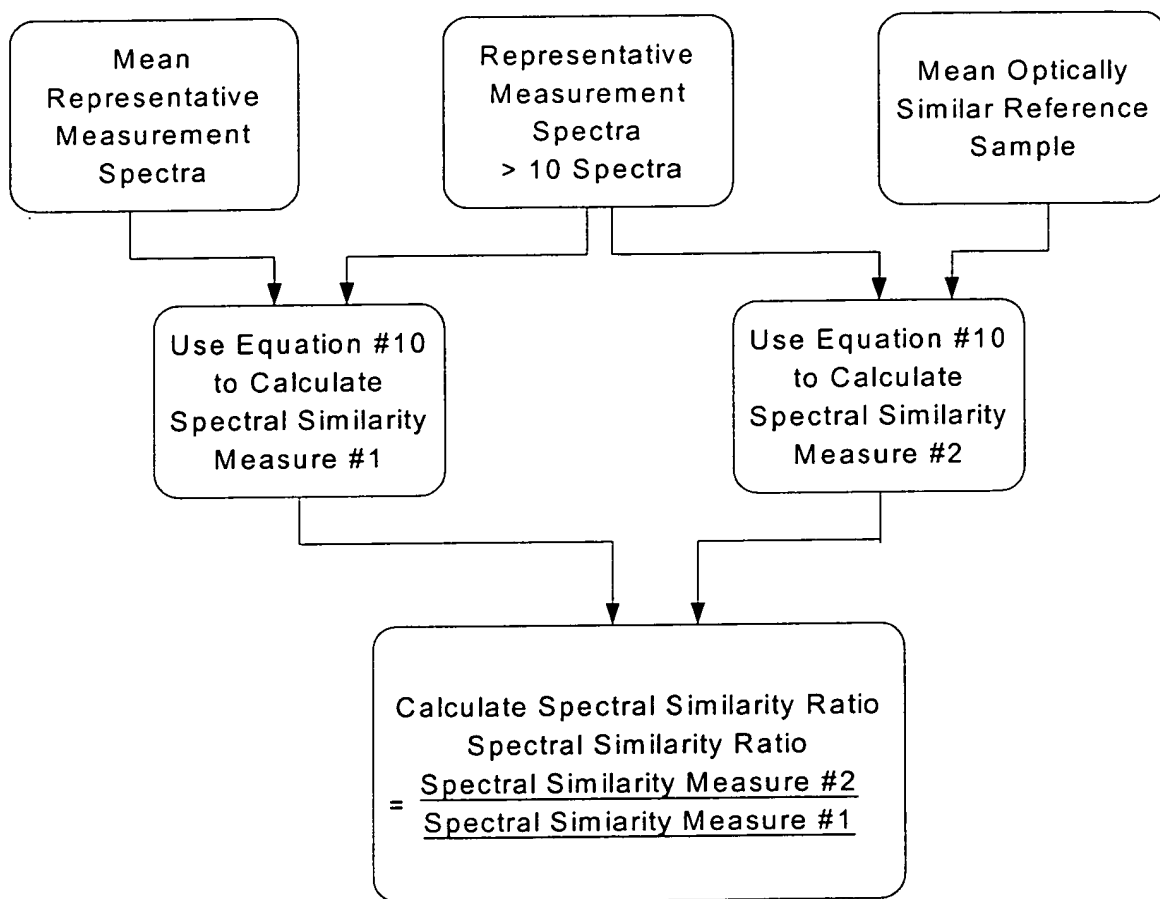 Mean
Representative
Measurement
Spectra
Representative
Measurement
Spectra
> 10 Spectra
Mean Optically
Similar Reference
Sample
Use Equation #10
to Calculate
Spectral Similarity
Measure #1
Use Equation #10
to Calculate
Spectral Similarity
Measure #2
Calculate Spectral Similarity Ratio
Spectral Similarity Ratio
= Spectral Similarity Measure #2
Spectral Simiarity Measure #1